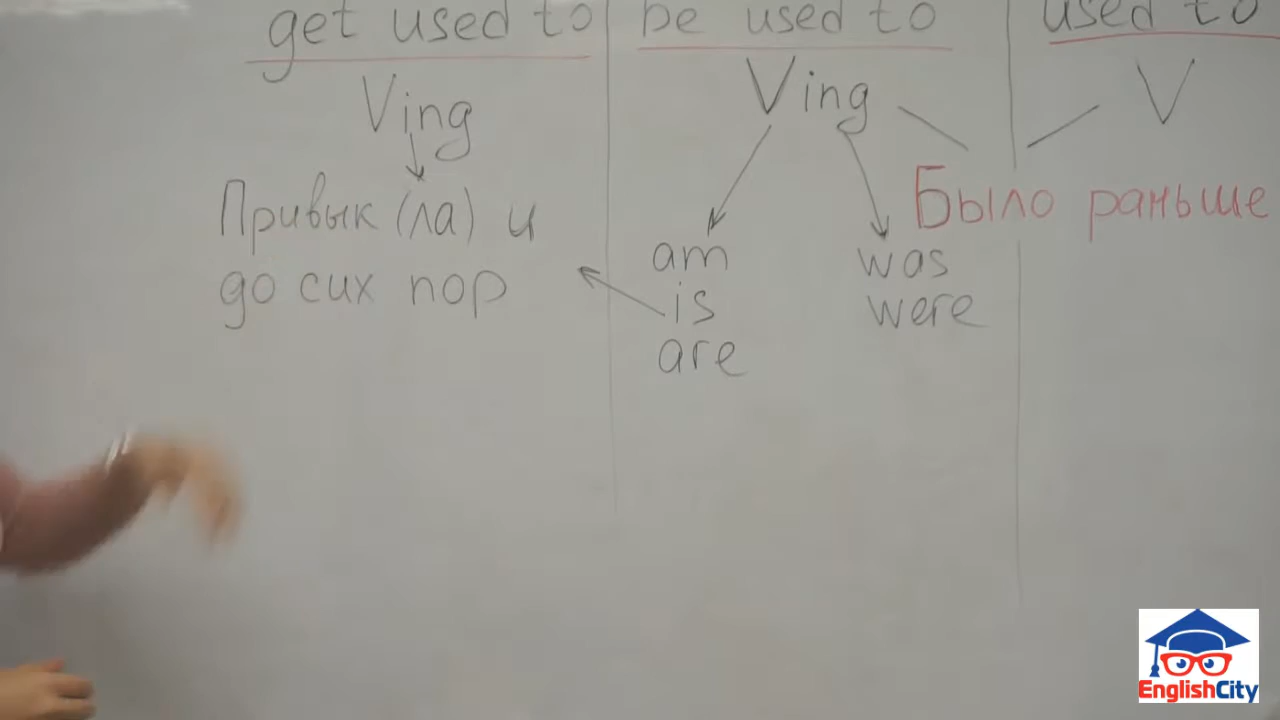 get used to
Ving
Привык (ла) и
до сих пор
be used to
Ving
am
is
are
was
were
used to
V
Было раньше
EnglishCity